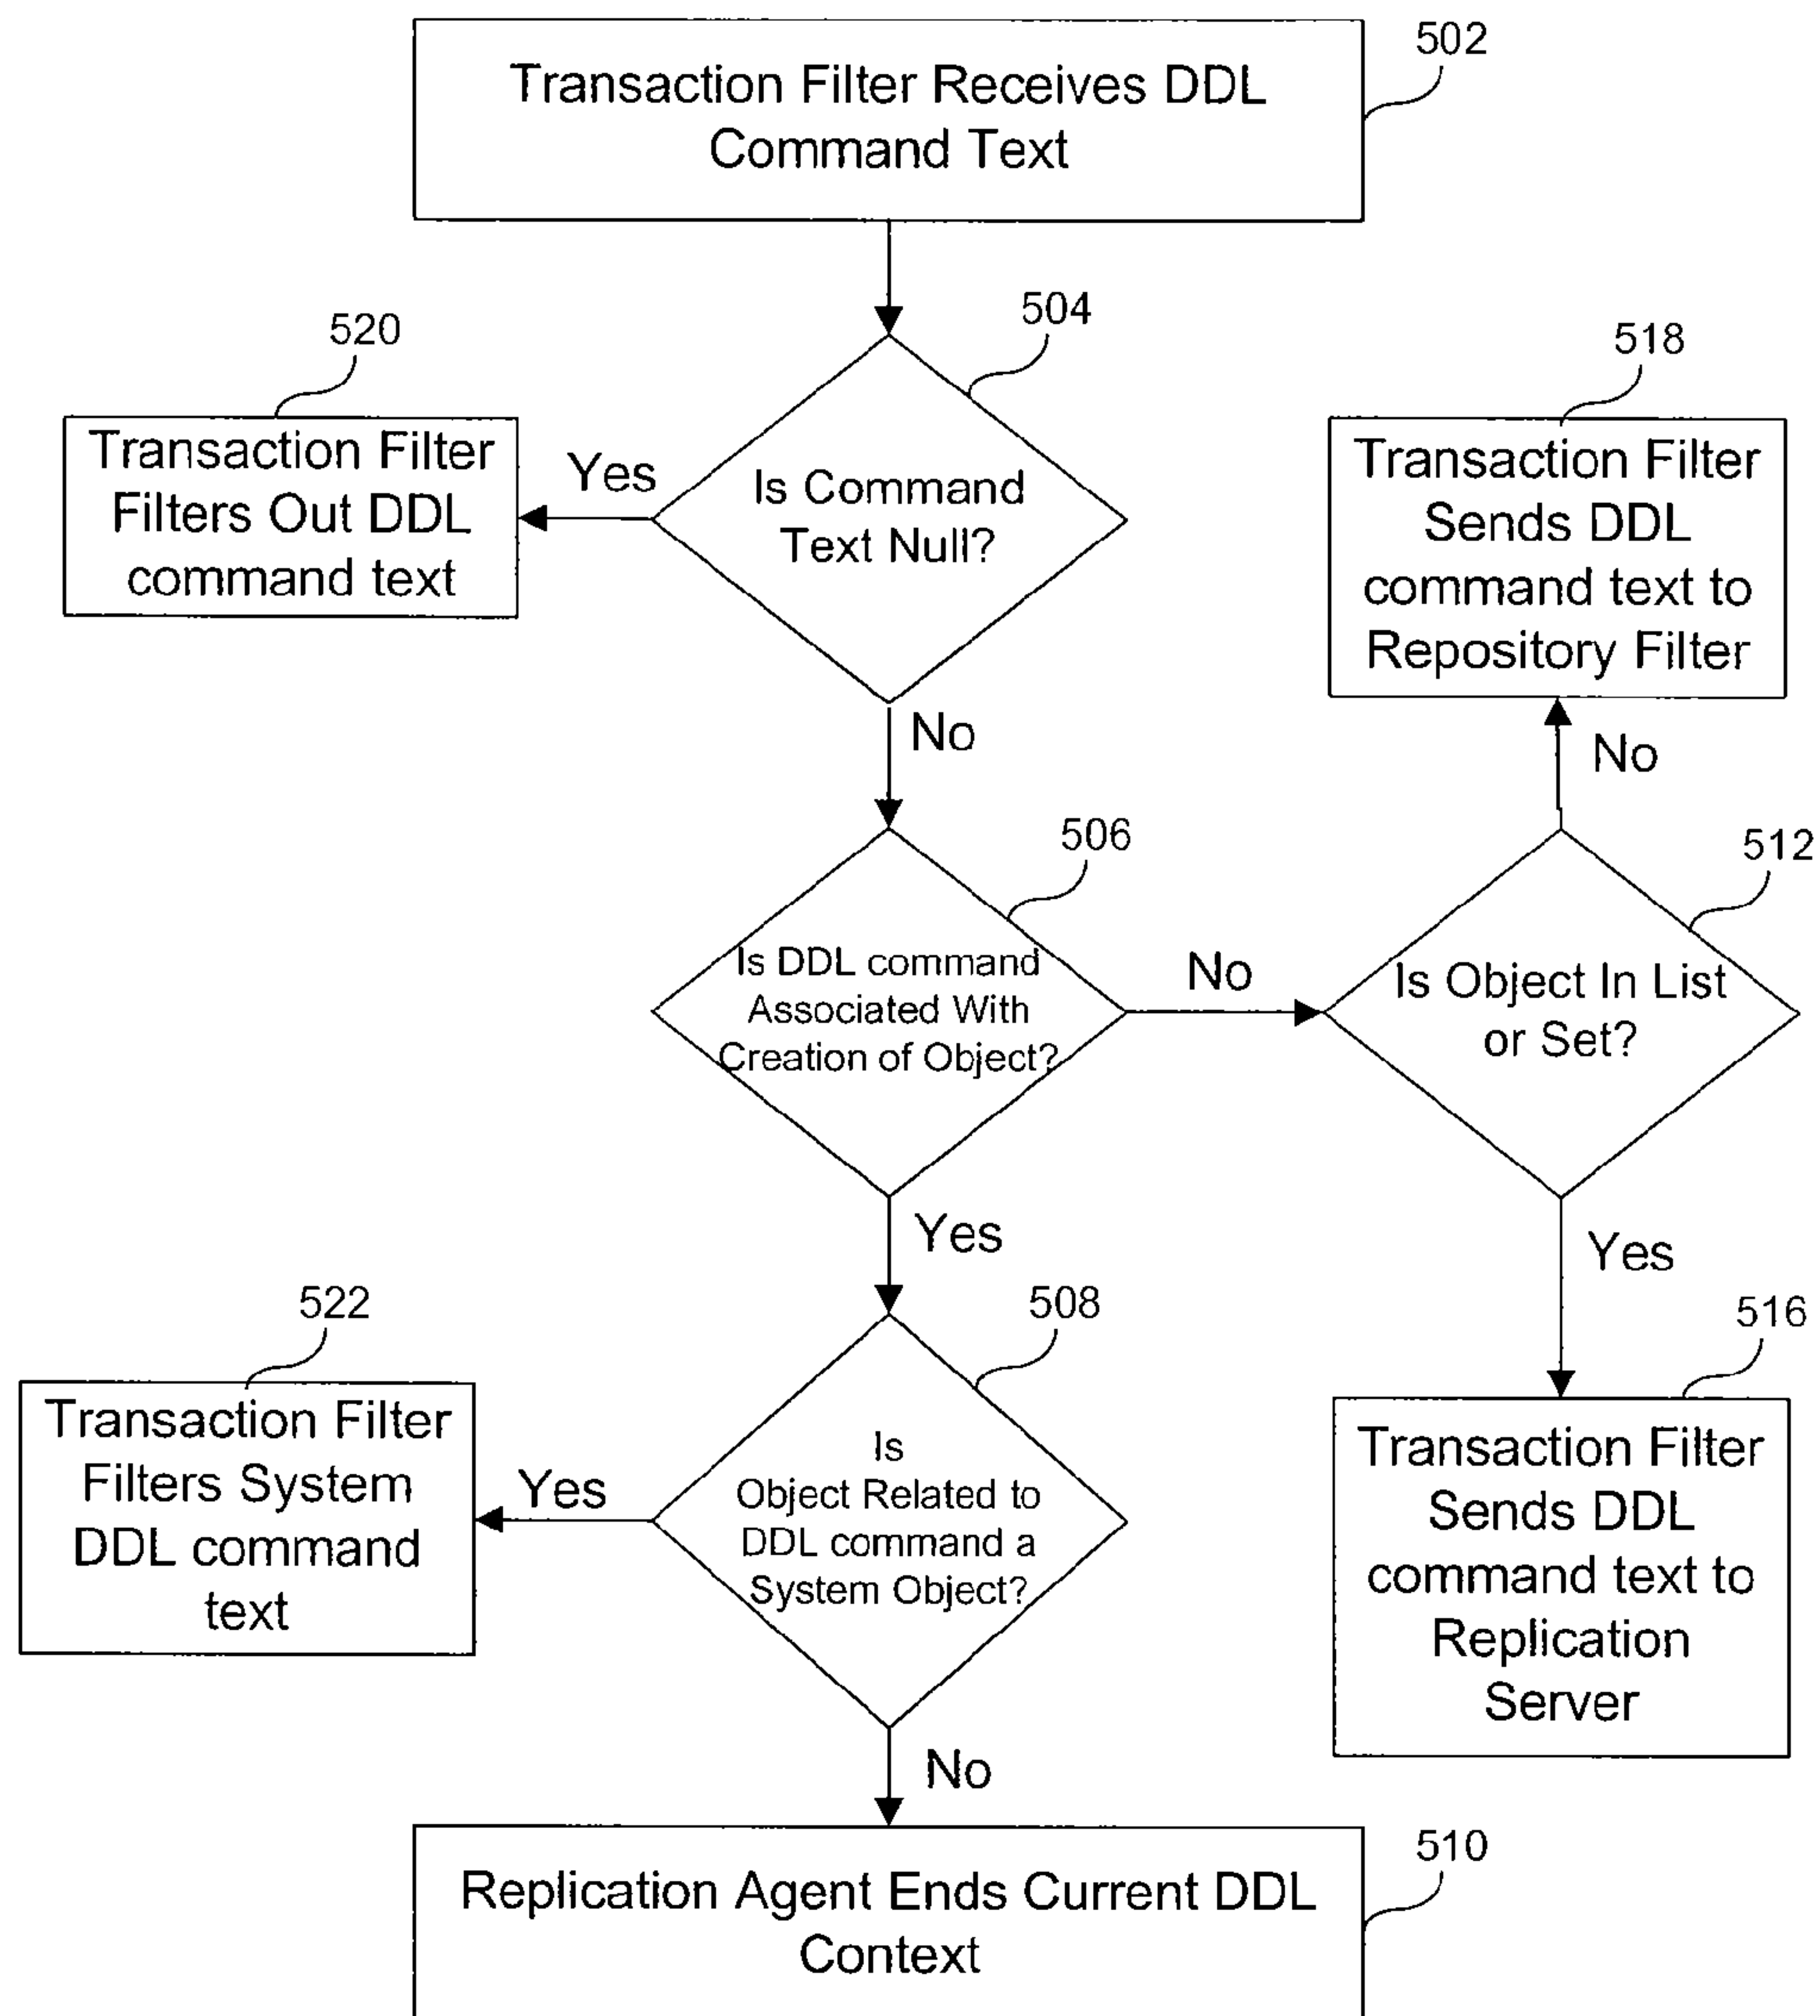 502
Transaction Filter Receives DDL
Command Text
504
520
518
Transaction Filter
Filters Out DDL
command text
Yes
Is Command
Text Null?
Transaction Filter
Sends DDL
command text to
Repository Filter
No
No
506
512
Is DDL command
Associated With
Creation of Object?
No
Is Object In List
or Set?
Yes
Yes
522
508
516
Transaction Filter
Filters System
DDL command
text
Yes
Is
Object Related to
DDL command a
System Object?
Transaction Filter
Sends DDL
command text to
Replication
Server
No
510
Replication Agent Ends Current DDL
Context